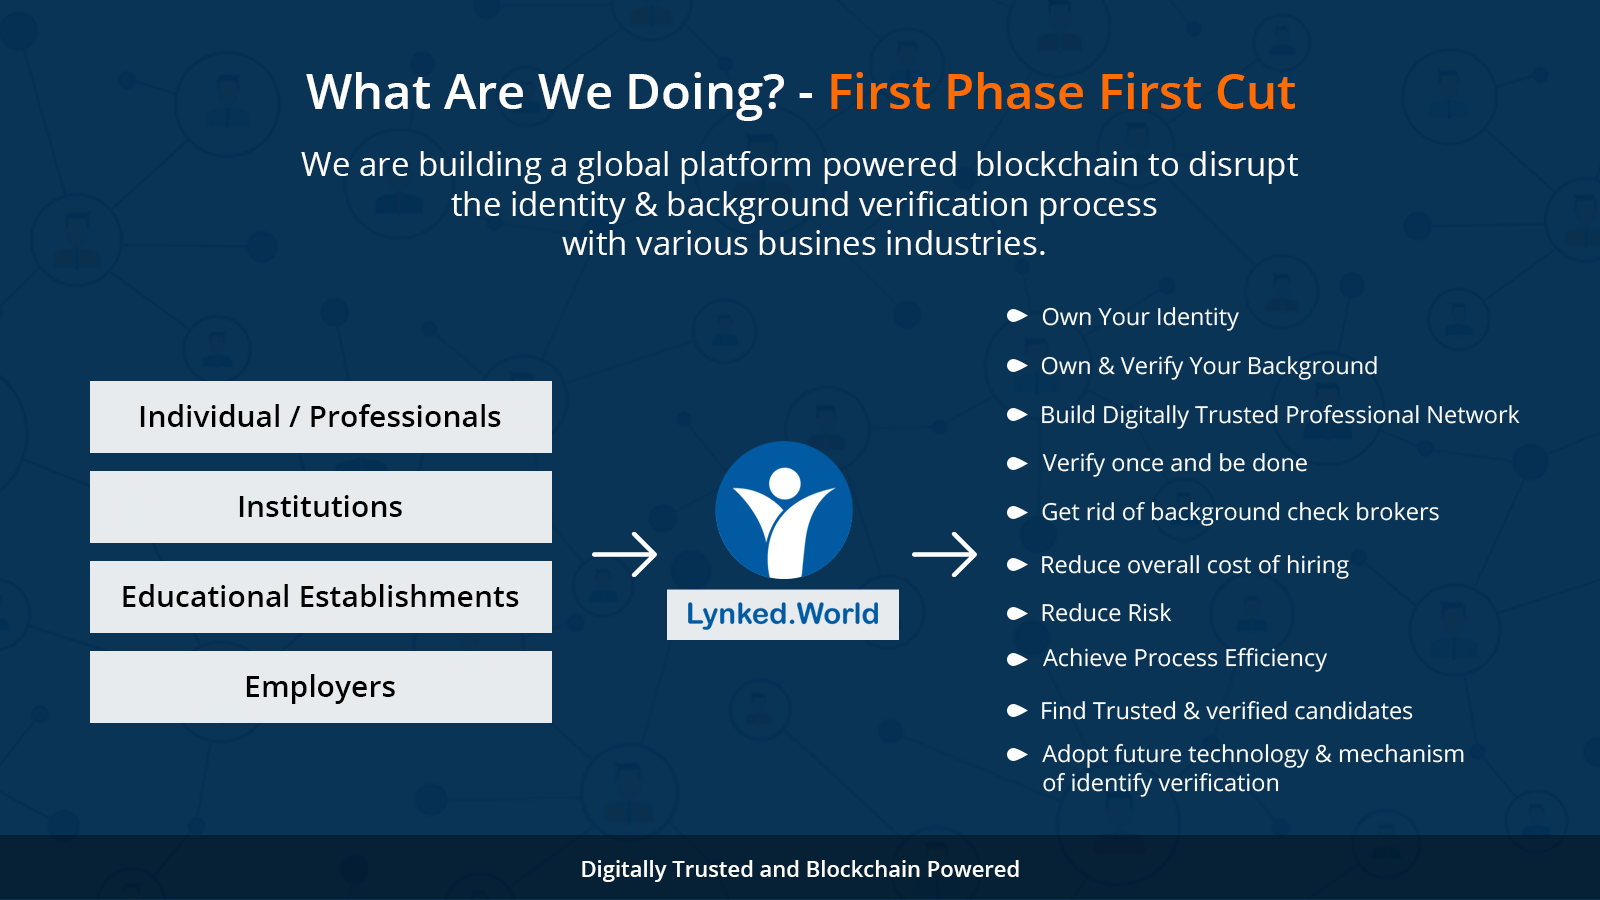 What Are We Doing? - First Phase First Cut
We are building a global platform powered  blockchain to disrupt
the identity & background verification process
with various busines industries.
Individual / Professionals
Institutions
Educational Establishments
Employers
Lynked.World
Own Your Identity
Own & Verify Your Background
Build Digitally Trusted Professional Network
Verify once and be done
Get rid of background check brokers
Reduce overall cost of hiring
Reduce Risk
Achieve Process Efficiency
Find Trusted & verified candidates
Adopt future technology & mechanism
of identify verification
Digitally Trusted and Blockchain Powered